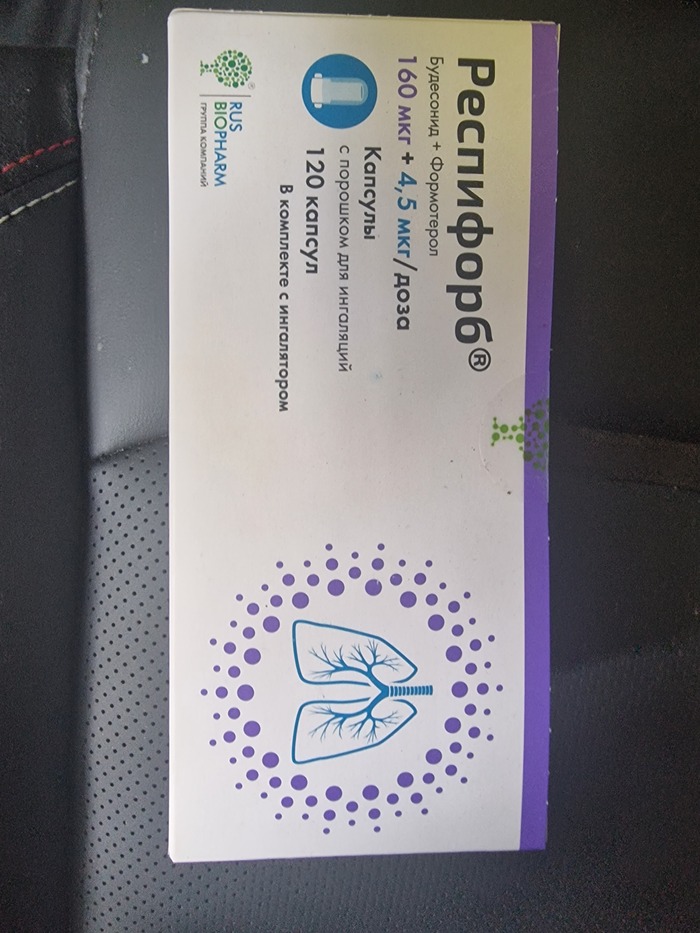 Респифорб®
Будесонид + Формотерол
160 мкг + 4,5 мкг/доза
Капсулы
с порошком для ингаляций
120 капсул
В комплекте с ингалятором
®
RUS
BIOPHARM
ГРУППА КОМПАНИЙ